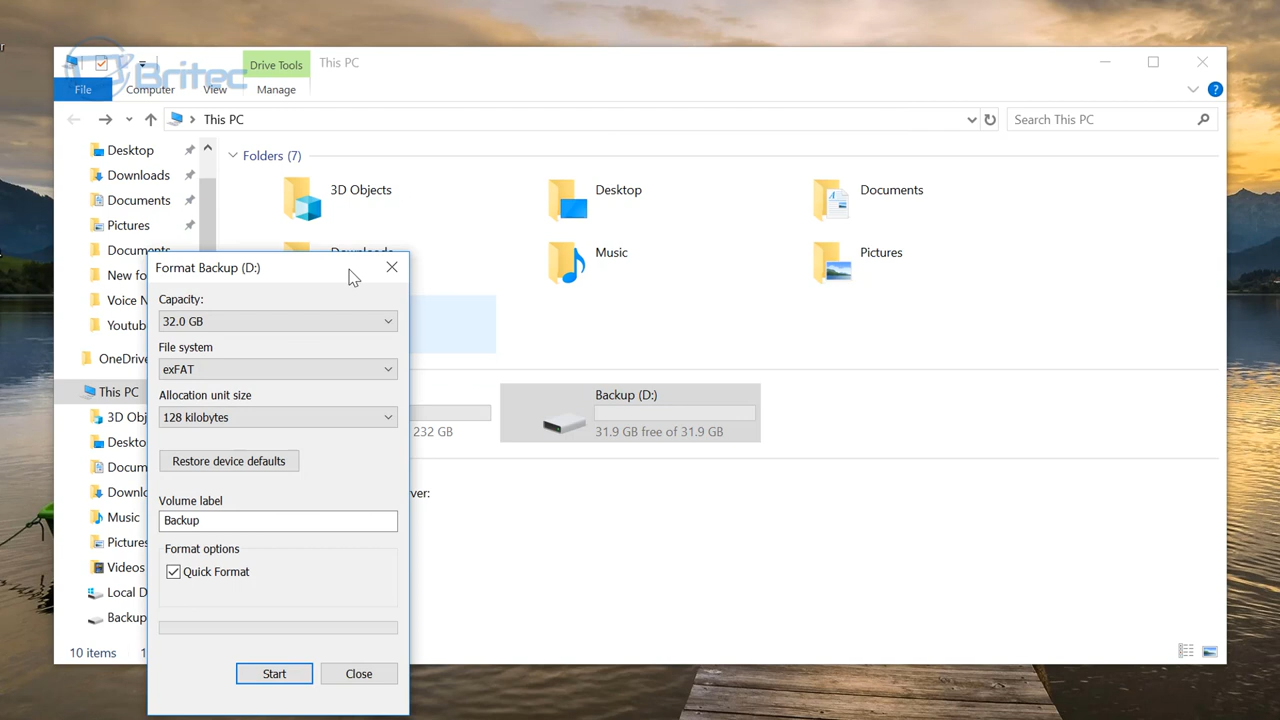 Britec
Drive Tools
This PC
File
Computer
View
Manage
This PC
Search This PC
Desktop
Downloads
Documents
Pictures
Documents
New fo
Voice N
Youtub
OneDrive
This PC
3D Obj
Deskto
Docum
Downl
Music
Pictures
Videos
Local D
Backup
Folders (7)
3D Objects
Desktop
Documents
Downloads
Music
Pictures
232 GB
Backup (D:)
31.9 GB free of 31.9 GB
ver:
10 items
Format Backup (D:)
Capacity:
32.0 GB
File system
exFAT
Allocation unit size
128 kilobytes
Restore device defaults
Volume label
Backup
Format options
Quick Format
Start
Close